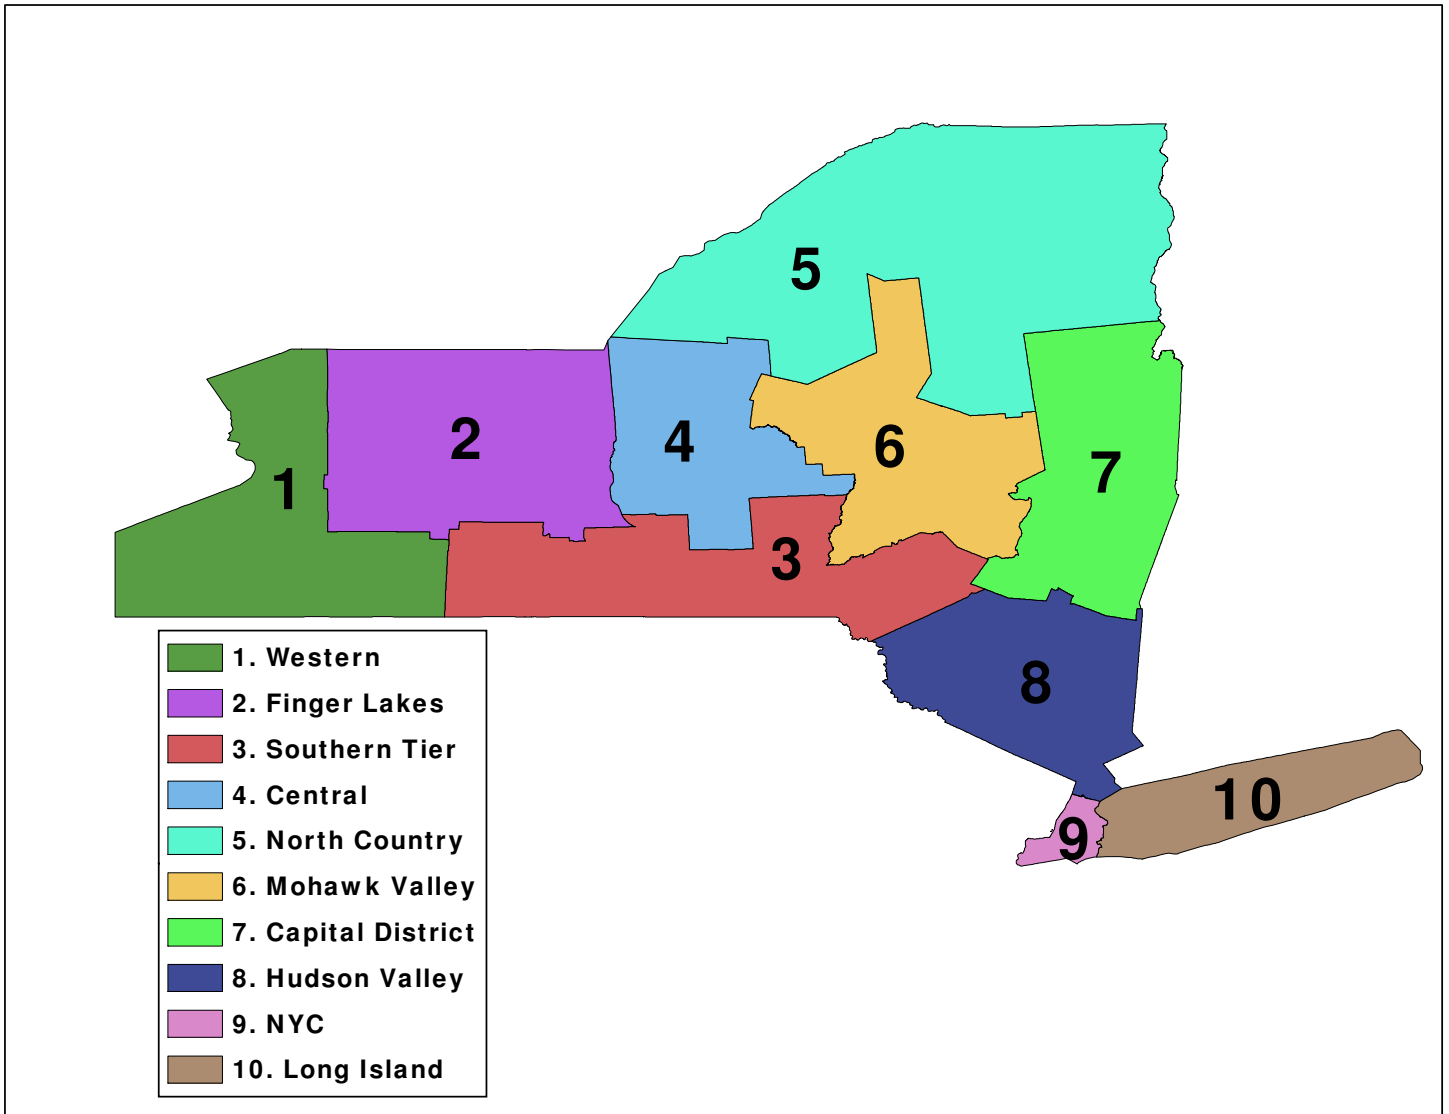 5
2
4
6
7
1
3
8
10
9
1. Western
2. Finger Lakes
3. Southern Tier
4. Central
5. North Country
6. Mohawk Valley
7. Capital District
8. Hudson Valley
9. NYC
10. Long Island